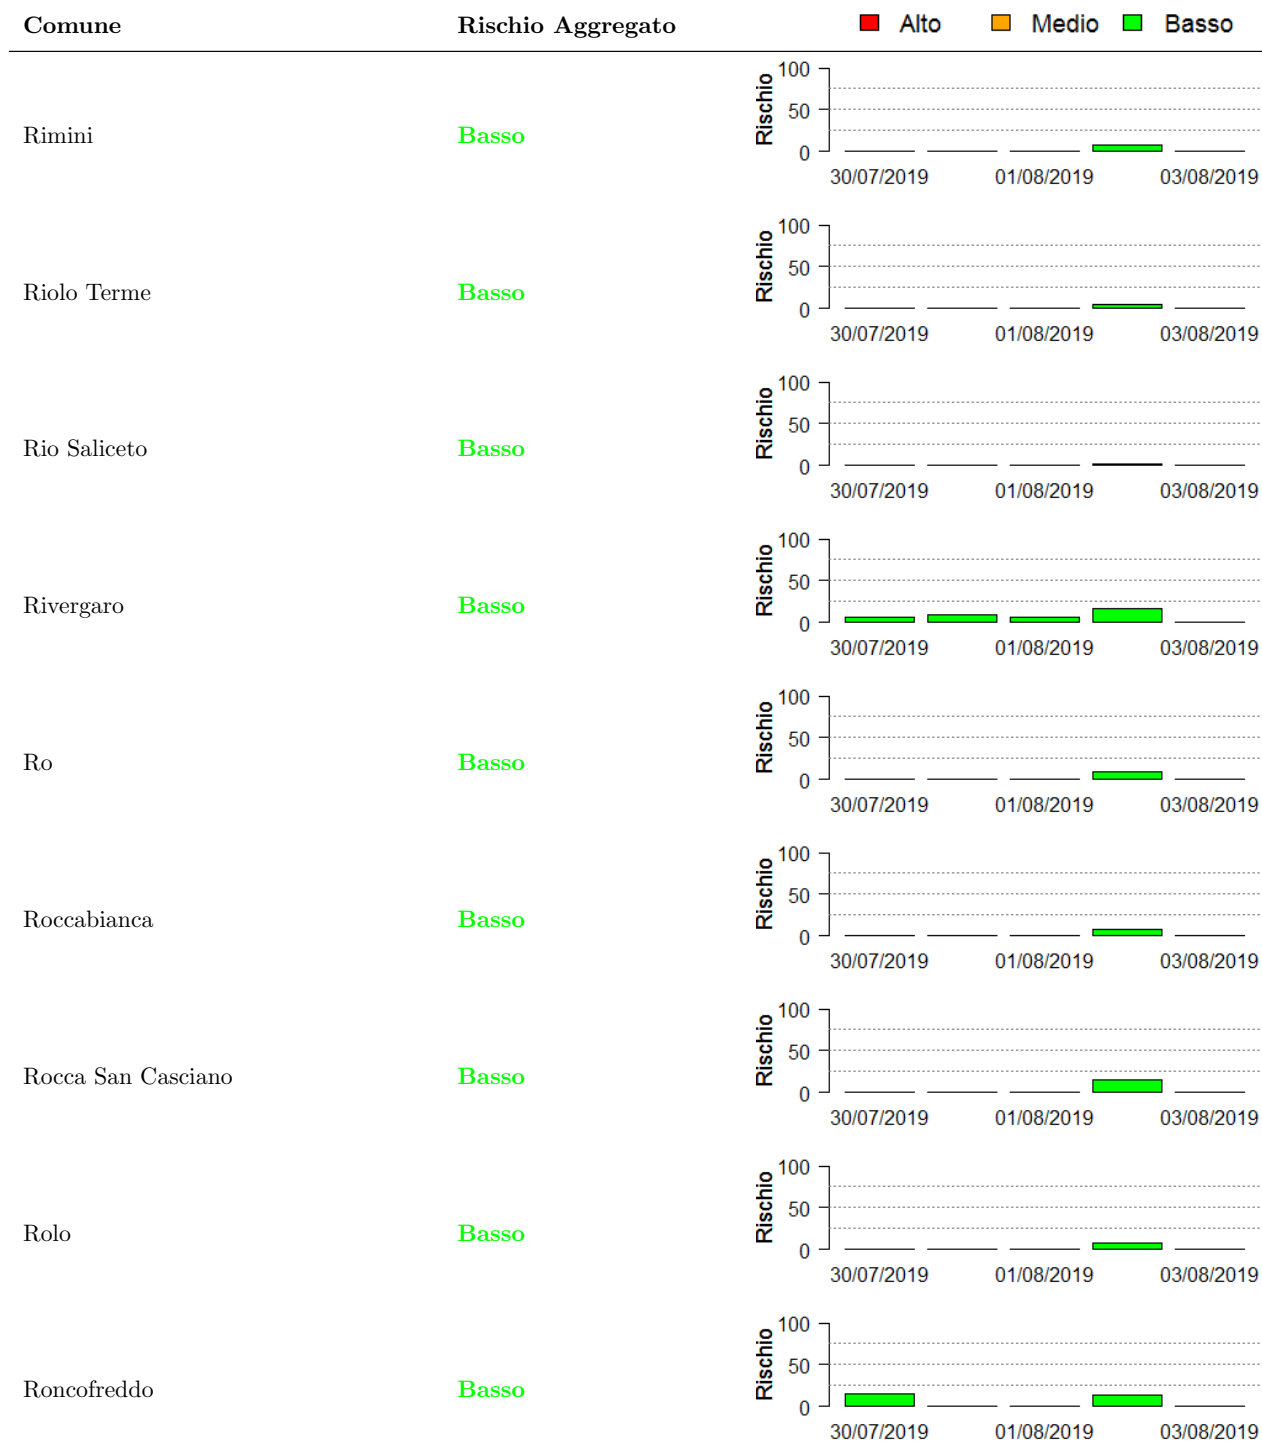 Comune Rischio Aggregato Alto Medio Basso
Rimini Basso Rischio 100 50 0
30/07/2019 01/08/2019 03/08/2019
Riolo Terme Basso Rischio 100 50 0
30/07/2019 01/08/2019 03/08/2019
Rio Saliceto Basso Rischio 100 50 0
30/07/2019 01/08/2019 03/08/2019
Rivergaro Basso Rischio 100 50 0
30/07/2019 01/08/2019 03/08/2019
Ro Basso Rischio 100 50 0
30/07/2019 01/08/2019 03/08/2019
Roccabianca Basso Rischio 100 50 0
30/07/2019 01/08/2019 03/08/2019
Rocca San Casciano Basso Rischio 100 50 0
30/07/2019 01/08/2019 03/08/2019
Rolo Basso Rischio 100 50 0
30/07/2019 01/08/2019 03/08/2019
Roncofreddo Basso Rischio 100 50 0
30/07/2019 01/08/2019 03/08/2019